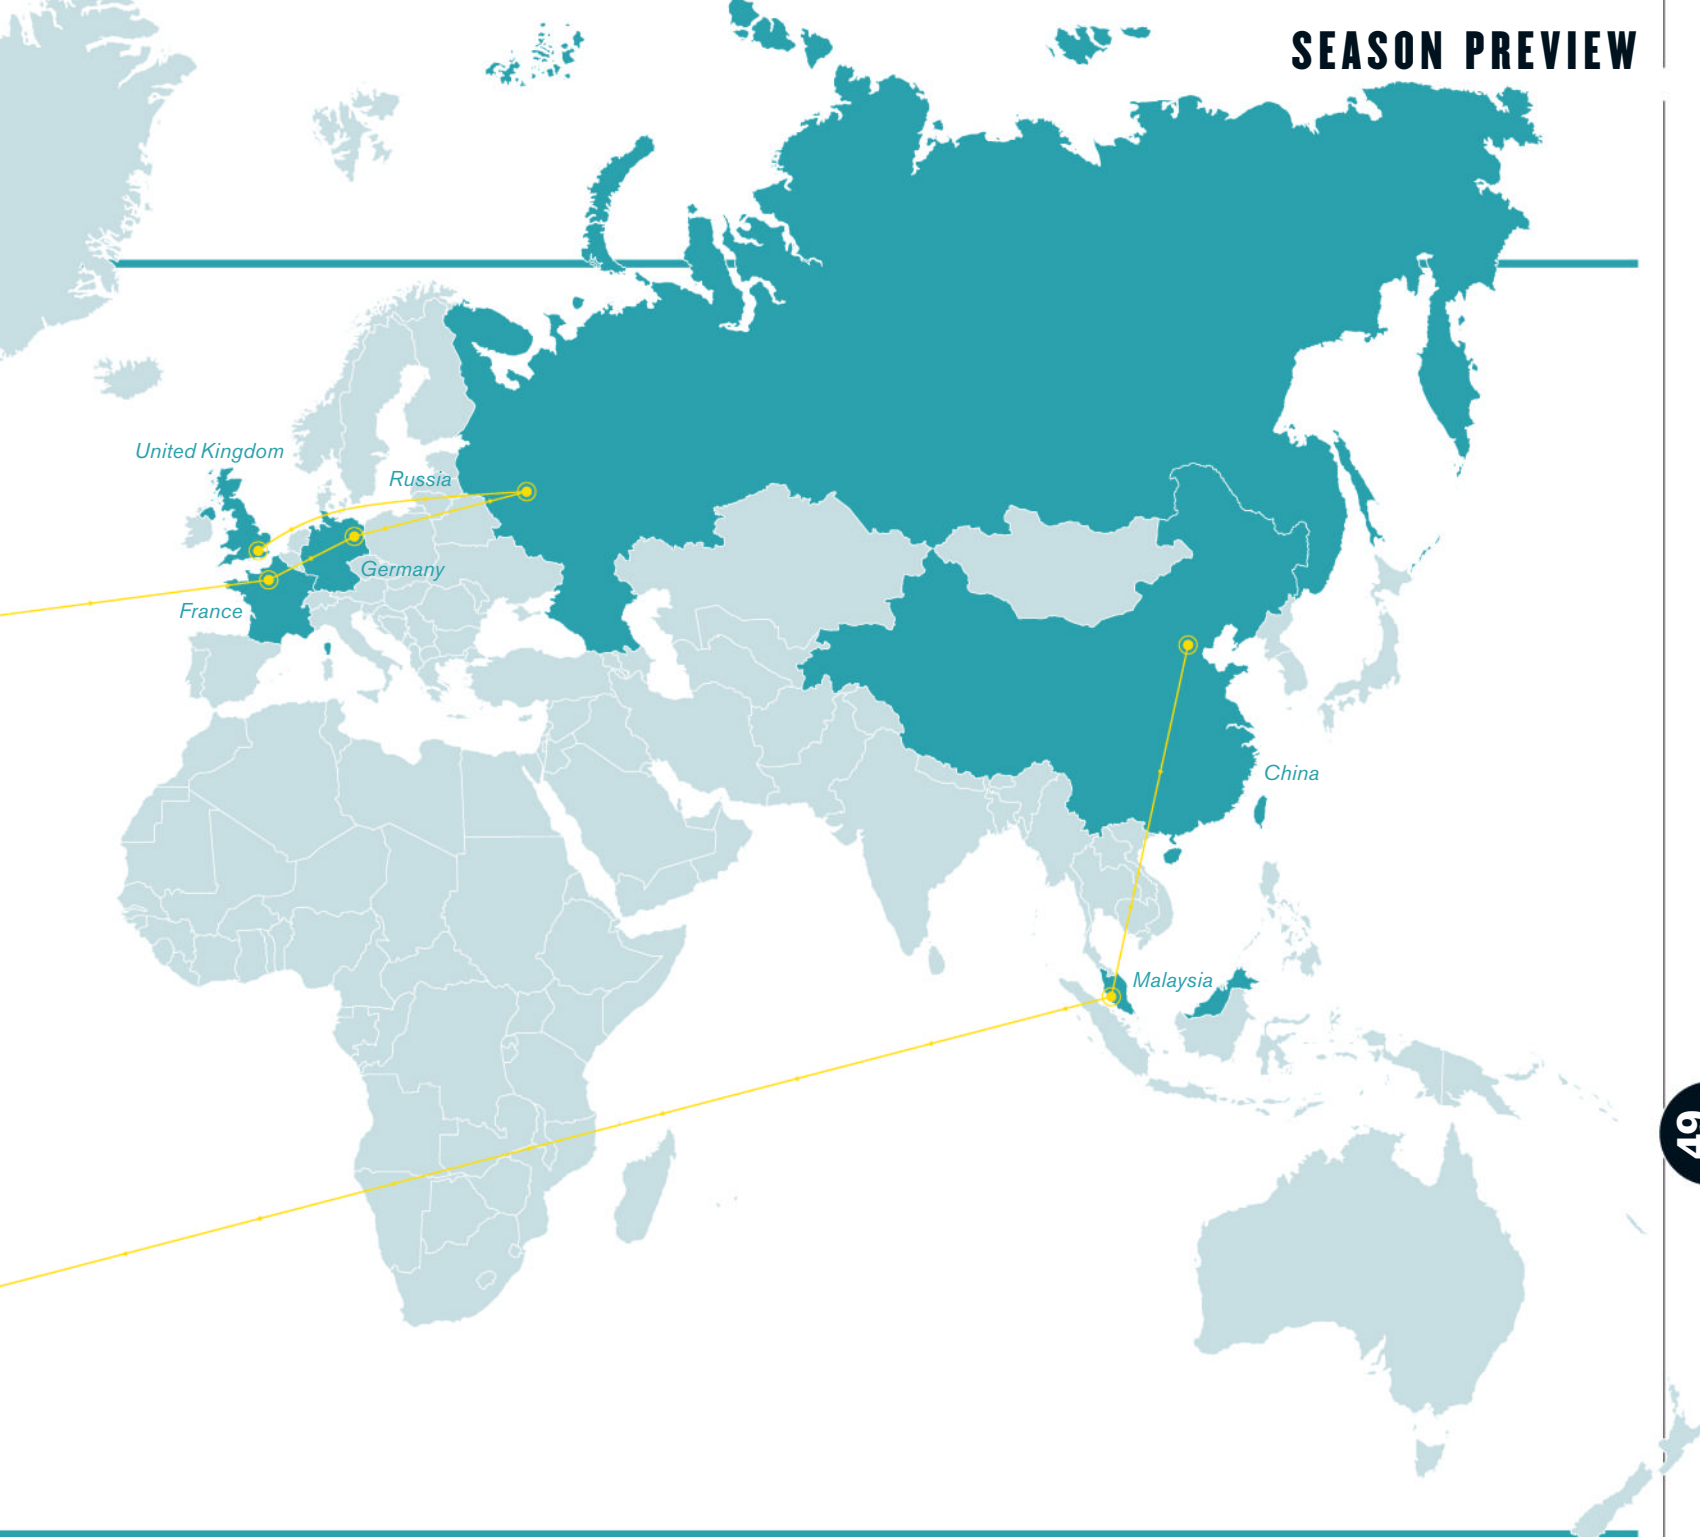 SEASON PREVIEW
United Kingdom
Russia
Germany
France
China
Malaysia
49